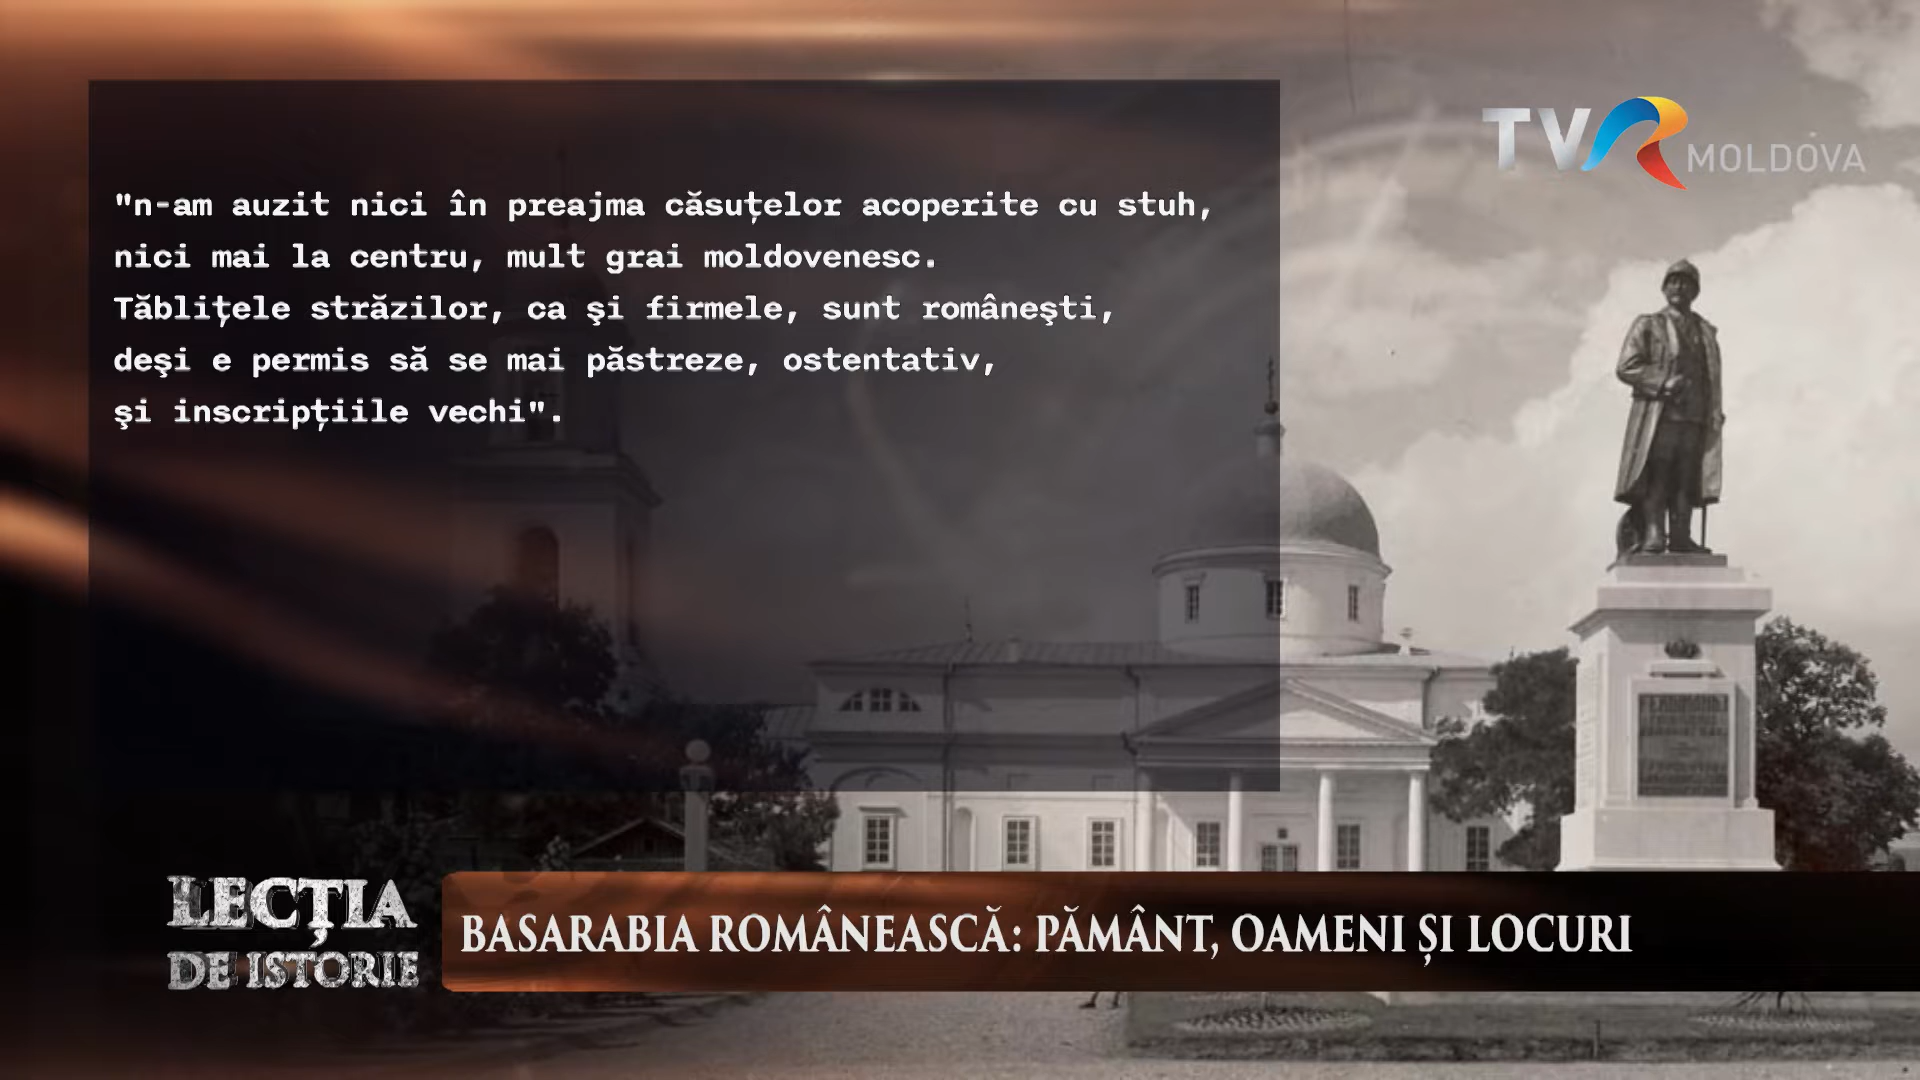 "n-am auzit nici în preajma căsuțelor acoperite cu stuh,
nici mai la centru, mult grai moldovenesc.
Tăblițele străzilor, ca şi firmele, sunt româneşti,
deşi e permis să se mai păstreze, ostentativ,
şi inscripțiile vechi".
TVR MOLDOVA
LECȚIA
DE ISTORIE
BASARABIA ROMÂNEASCĂ: PĂMÂNT, OAMENI ȘI LOCURI